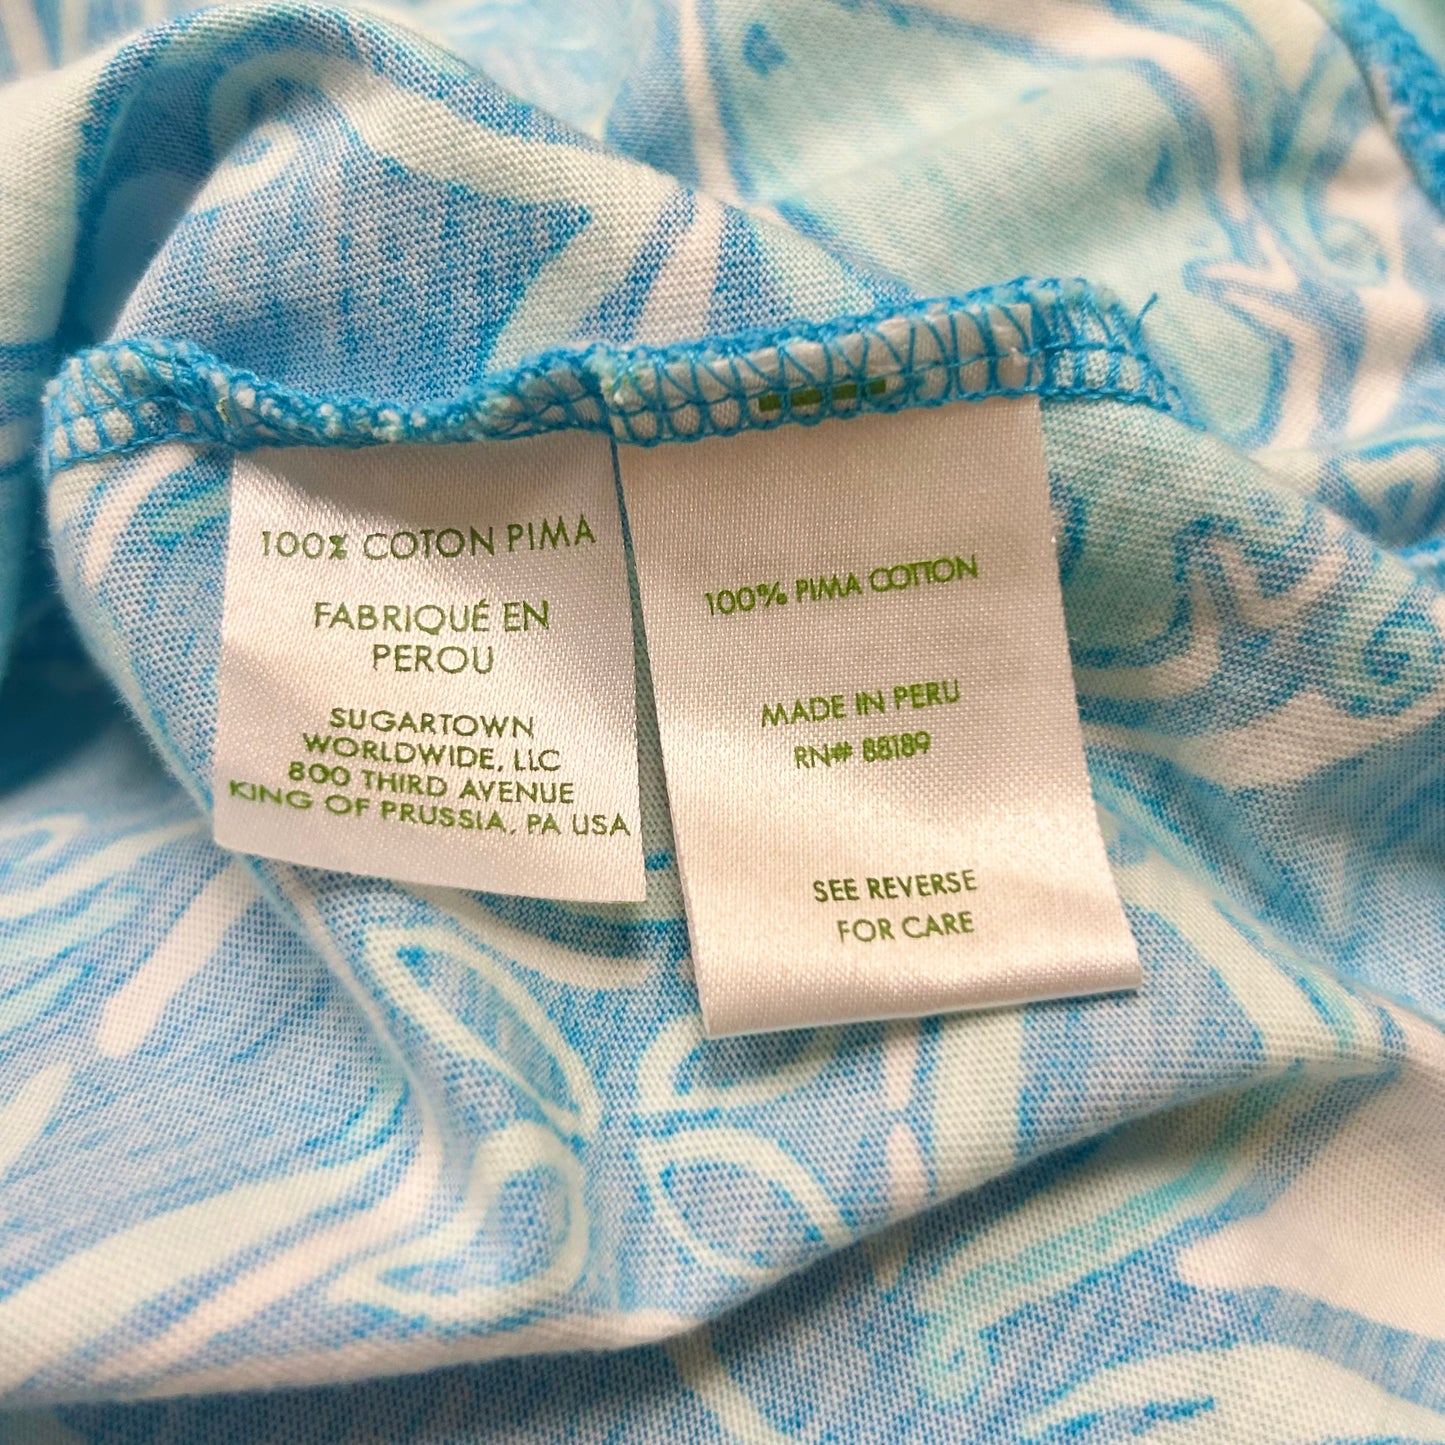 100% COTON PIMA
FABRIQUÉ EN
PEROU
SUGARTOWN
WORLDWIDE, LLC
800 THIRD AVENUE
KING OF PRUSSIA, PA USA
100% PIMA COTTON
MADE IN PERU
RN# 88189
SEE REVERSE
FOR CARE